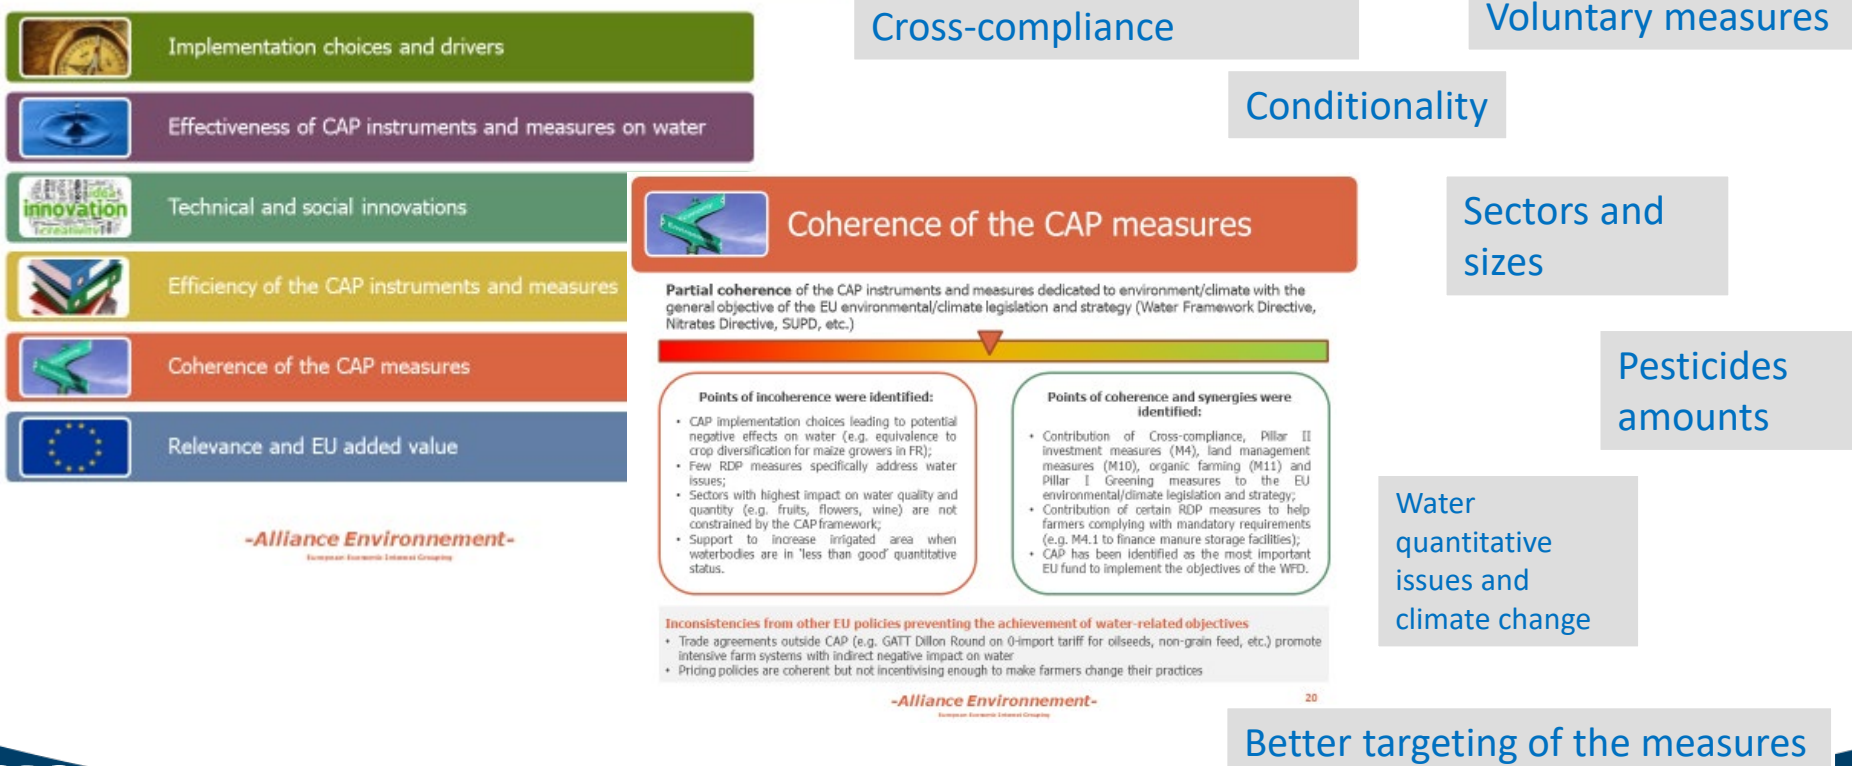 Implementation choices and drivers
Effectiveness of CAP instruments and measures on water
innovation
idea
creativity
Technical and social innovations
Efficiency of the CAP instruments and measures
Coherence of the CAP measures
Relevance and EU added value
-Alliance Environnement-
European Economic Interest Grouping
Cross-compliance
Voluntary measures
Conditionality
Coherence of the CAP measures
Partial coherence of the CAP instruments and measures dedicated to environment/climate with the
general objective of the EU environmental/climate legislation and strategy (Water Framework Directive,
Nitrates Directive, SUPD, etc.)
Points of incoherence were identified:
• CAP implementation choices leading to potential
negative effects on water (e.g. equivalence to
crop diversification for maize growers in FR);
• Few RDP measures specifically address water
issues;
• Sectors with highest impact on water quality and
quantity (e.g. fruits, flowers, wine) are not
constrained by the CAP framework;
• Support to increase irrigated area when
waterbodies are in 'less than good' quantitative
status.
Points of coherence and synergies were
identified:
• Contribution of Cross-compliance, Pillar II
investment measures (M4), land management
measures (M10), organic farming (M11) and
Pillar I Greening measures to the EU
environmental/climate legislation and strategy;
• Contribution of certain RDP measures to help
farmers complying with mandatory requirements
(e.g. M4.1 to finance manure storage facilities);
• CAP has been identified as the most important
EU fund to implement the objectives of the WFD.
Inconsistencies from other EU policies preventing the achievement of water-related objectives
• Trade agreements outside CAP (e.g. GATT Dillon Round on 0-import tariff for oilseeds, non-grain feed, etc.) promote
intensive farm systems with indirect negative impact on water
• Pricing policies are coherent but not incentivising enough to make farmers change their practices
-Alliance Environnement-
European Economic Interest Grouping
20
Sectors and
sizes
Pesticides
amounts
Water
quantitative
issues and
climate change
Better targeting of the measures